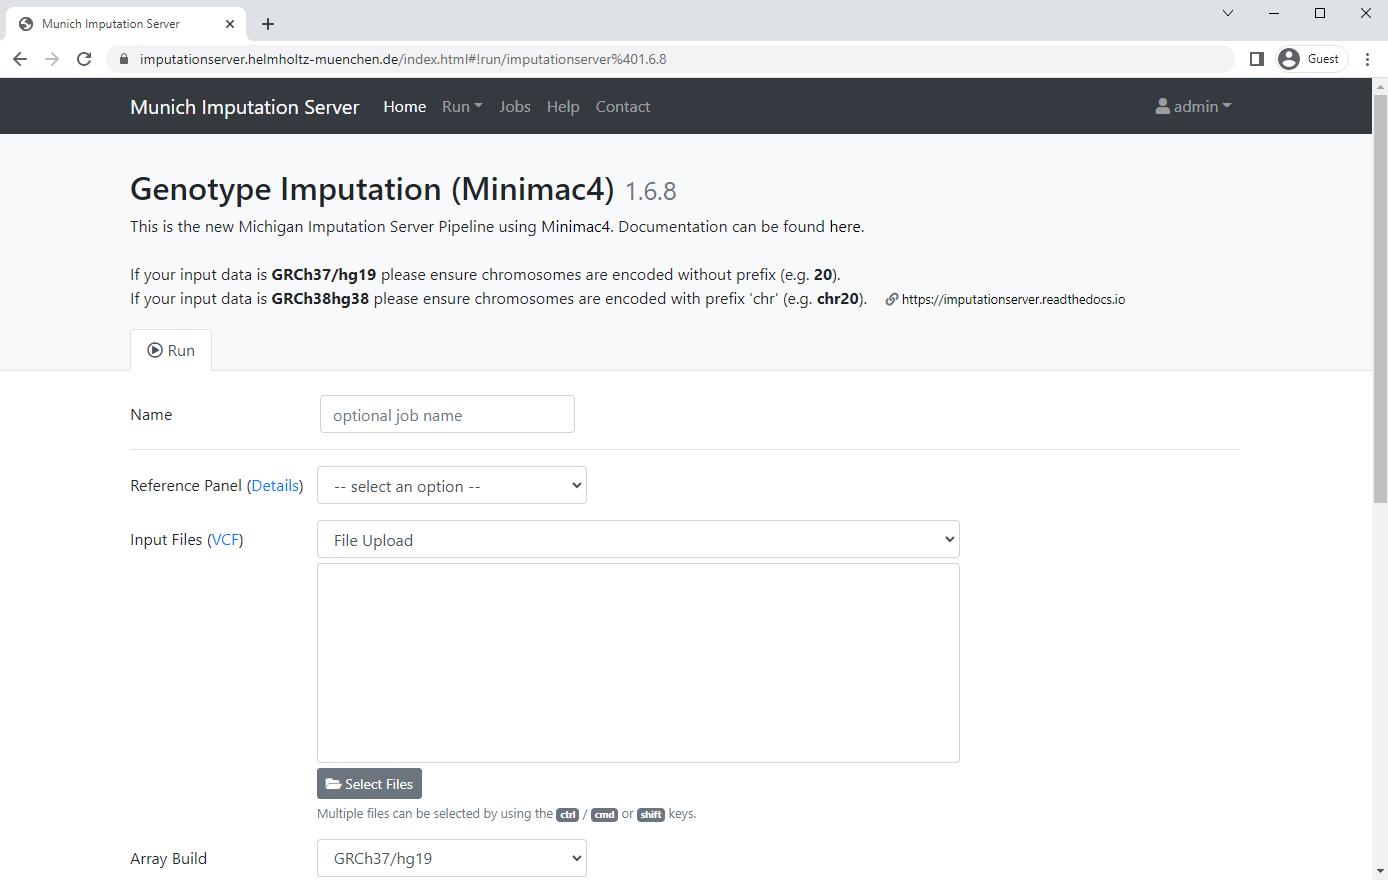 Munich Imputation Server
imputationserver.helmholtz-muenchen.de/index.html#!run/imputationserver%401.6.8
Guest
Munich Imputation Server Home Run Jobs Help Contact admin
Genotype Imputation (Minimac4) 1.6.8
This is the new Michigan Imputation Server Pipeline using Minimac4. Documentation can be found here.
If your input data is GRCh37/hg19 please ensure chromosomes are encoded without prefix (e.g. 20).
If your input data is GRCh38hg38 please ensure chromosomes are encoded with prefix 'chr' (e.g. chr20). https://imputationserver.readthedocs.io
Run
Name optional job name
Reference Panel (Details) -- select an option --
Input Files (VCF) File Upload
Select Files
Multiple files can be selected by using the ctrl / cmd or shift keys.
Array Build GRCh37/hg19